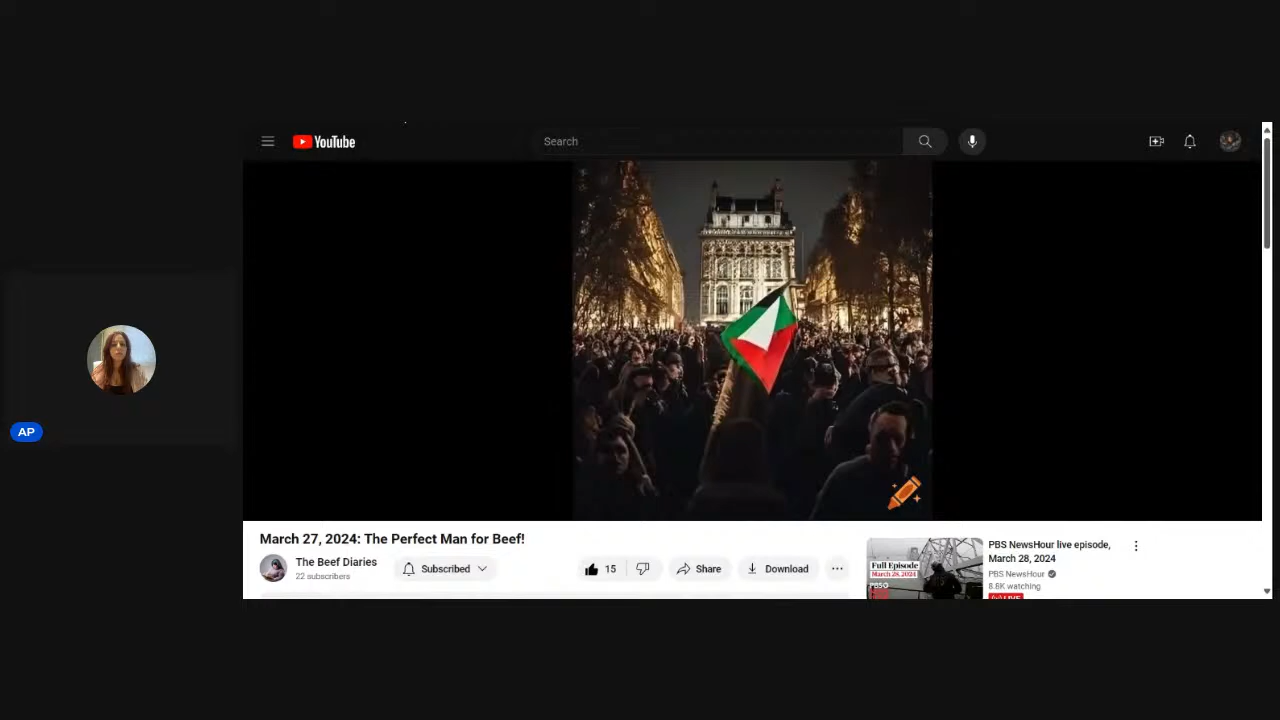 YouTube
Search
AP
March 27, 2024: The Perfect Man for Beef!
The Beef Diaries
22 subscribers
Subscribed
15
Share
Download
Full Episode
March 28, 2024
PBS NewsHour live episode,
March 28, 2024
PBS NewsHour
8.8K watching
LIVE